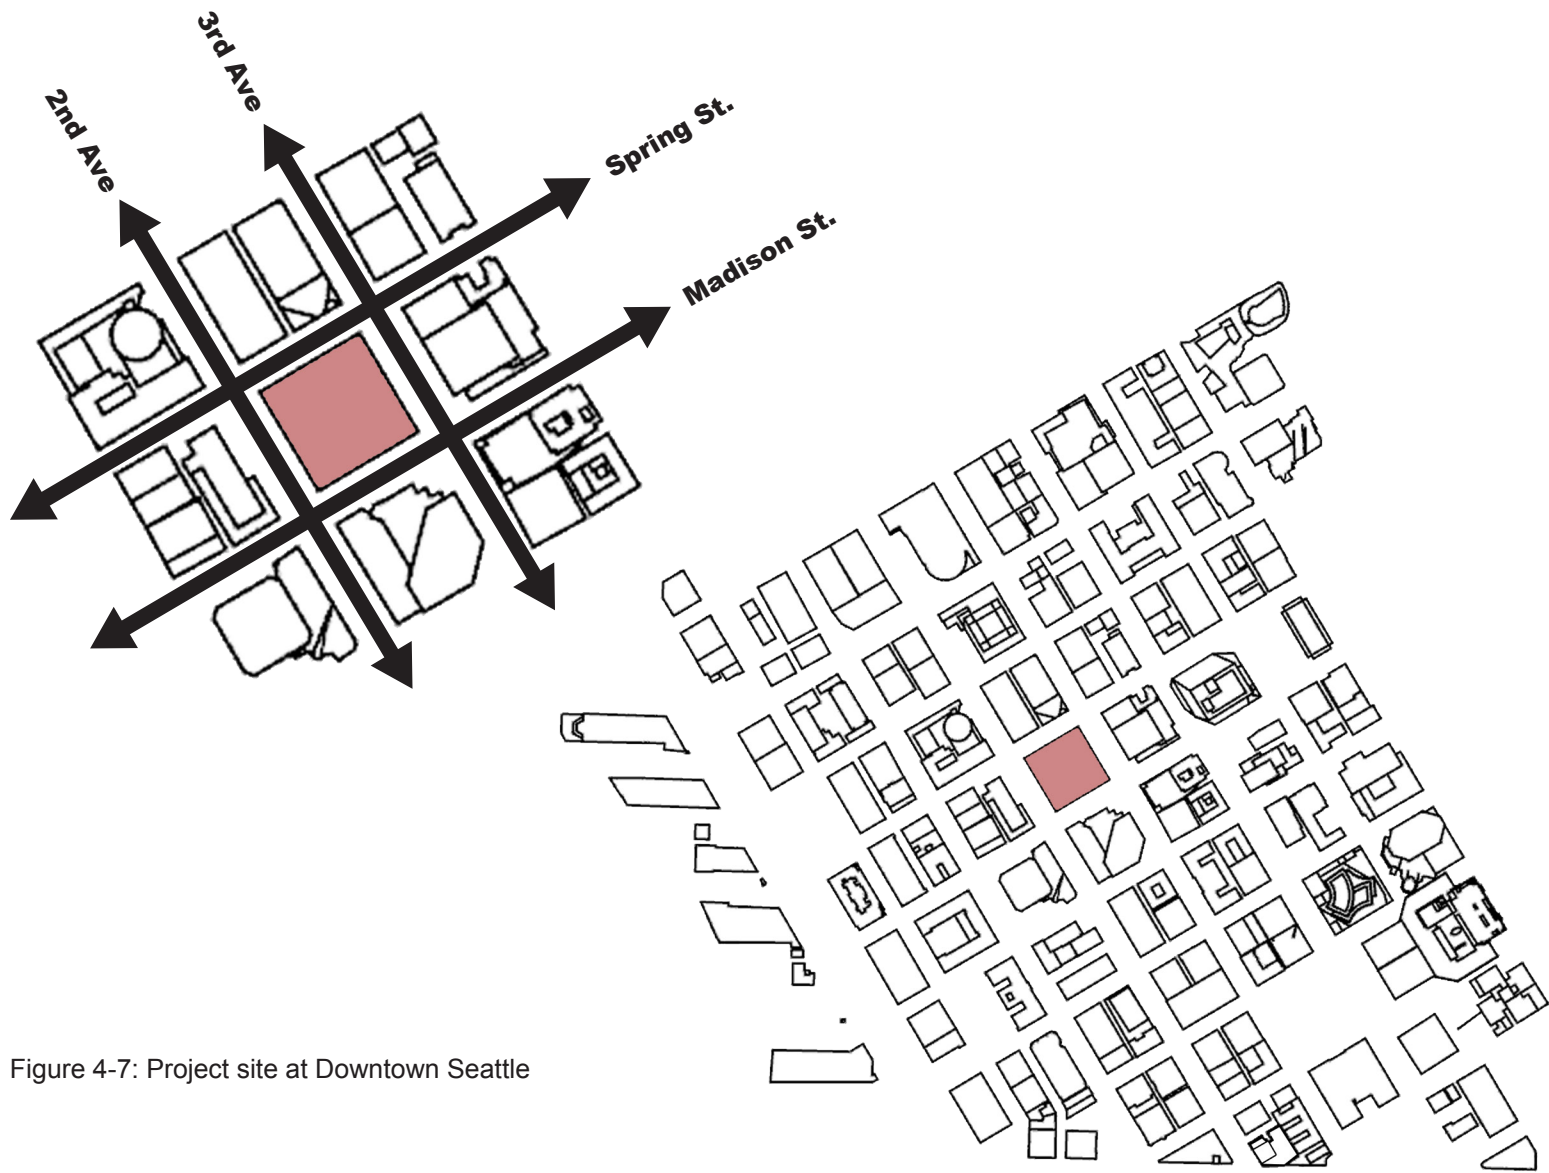 3rd Ave
2nd Ave
Spring St.
Madison St.
Figure 4-7: Project site at Downtown Seattle